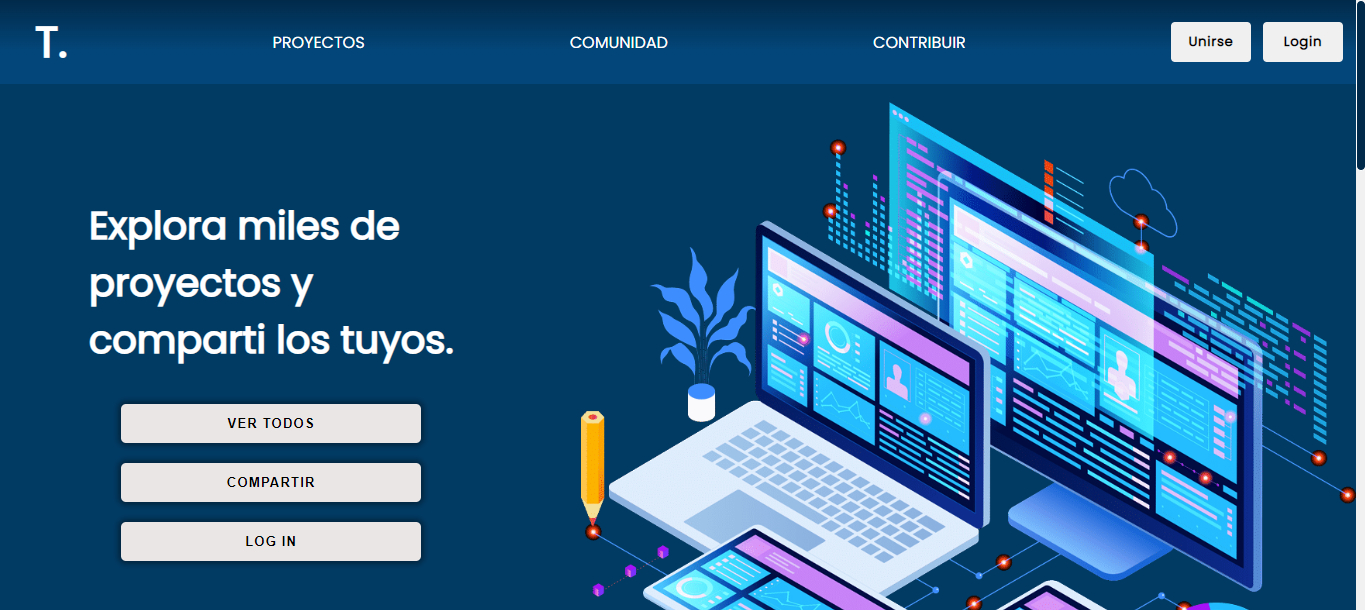 T.
PROYECTOS
COMUNIDAD
CONTRIBUIR
Unirse
Login
Explora miles de
proyectos y
comparti los tuyos.
VER TODOS
COMPARTIR
LOG IN